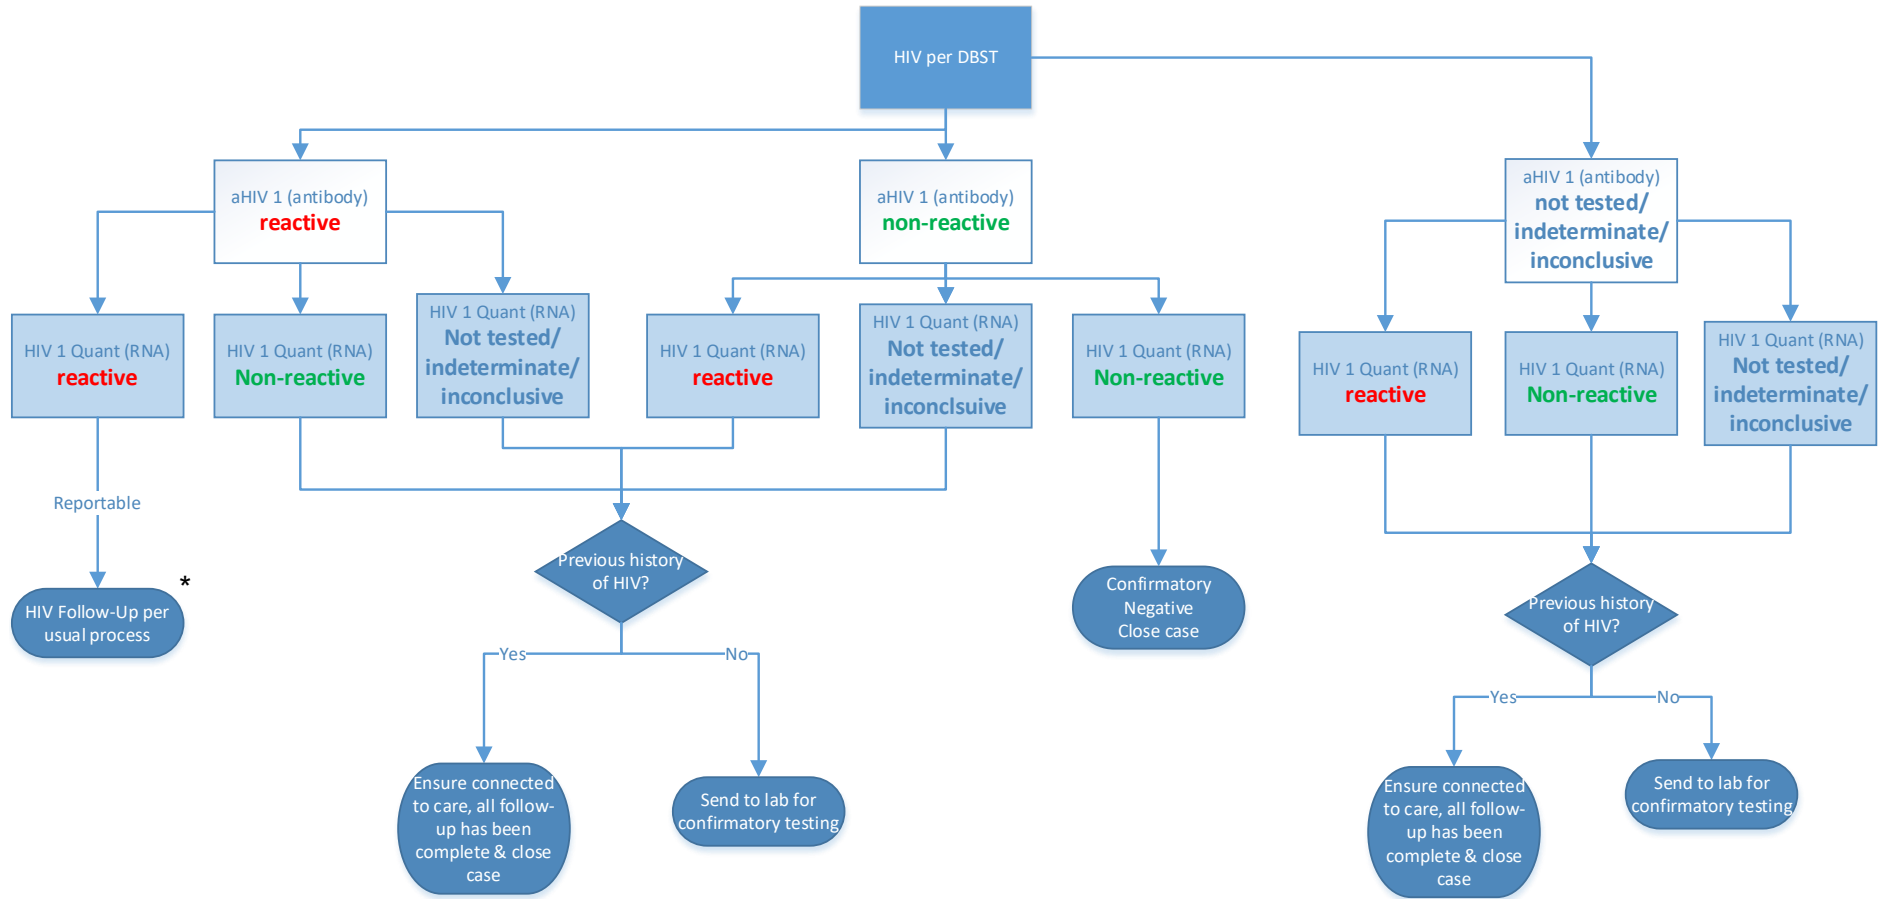 HIV per DBST
aHIV 1 (antibody)
reactive
aHIV 1 (antibody)
non-reactive
aHIV 1 (antibody)
not tested/
indeterminate/
inconclusive
HIV 1 Quant (RNA)
reactive
HIV 1 Quant (RNA)
Non-reactive
HIV 1 Quant (RNA)
Not tested/
indeterminate/
inconclusive
HIV 1 Quant (RNA)
reactive
HIV 1 Quant (RNA)
Not tested/
indeterminate/
inconclsuive
HIV 1 Quant (RNA)
Non-reactive
HIV 1 Quant (RNA)
reactive
HIV 1 Quant (RNA)
Non-reactive
HIV 1 Quant (RNA)
Not tested/
indeterminate/
inconclusive
Reportable
*
HIV Follow-Up per
usual process
Previous history
of HIV?
Confirmatory
Negative
Close case
Previous history
of HIV?
Yes
No
Yes
No
Ensure connected
to care, all follow-
up has been
complete & close
case
Send to lab for
confirmatory testing
Ensure connected
to care, all follow-
up has been
complete & close
case
Send to lab for
confirmatory testing